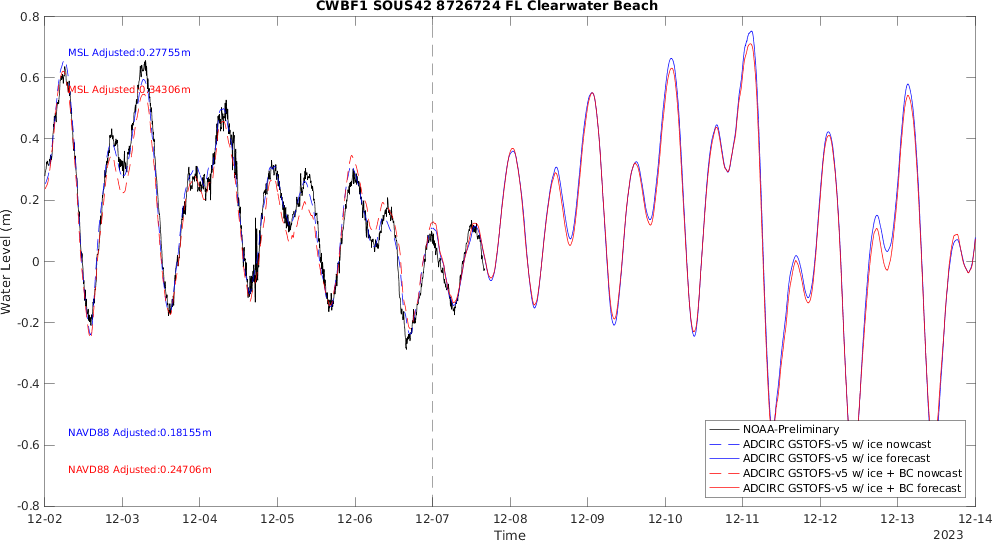 CWBF1 SOUS42 8726724 FL Clearwater Beach
0.8
0.6
0.4
0.2
0
-0.2
-0.4
-0.6
-0.8
Water Level (m)
MSL Adjusted:0.27755m
MSL Adjusted:0.34306m
NAVD88 Adjusted:0.18155m
NAVD88 Adjusted:0.24706m
NOAA-Preliminary
ADCIRC GSTOFS-v5 w/ ice nowcast
ADCIRC GSTOFS-v5 w/ ice forecast
ADCIRC GSTOFS-v5 w/ ice + BC nowcast
ADCIRC GSTOFS-v5 w/ ice + BC forecast
12-02 12-03 12-04 12-05 12-06 12-07 12-08 12-09 12-10 12-11 12-12 12-13 12-14
Time
2023